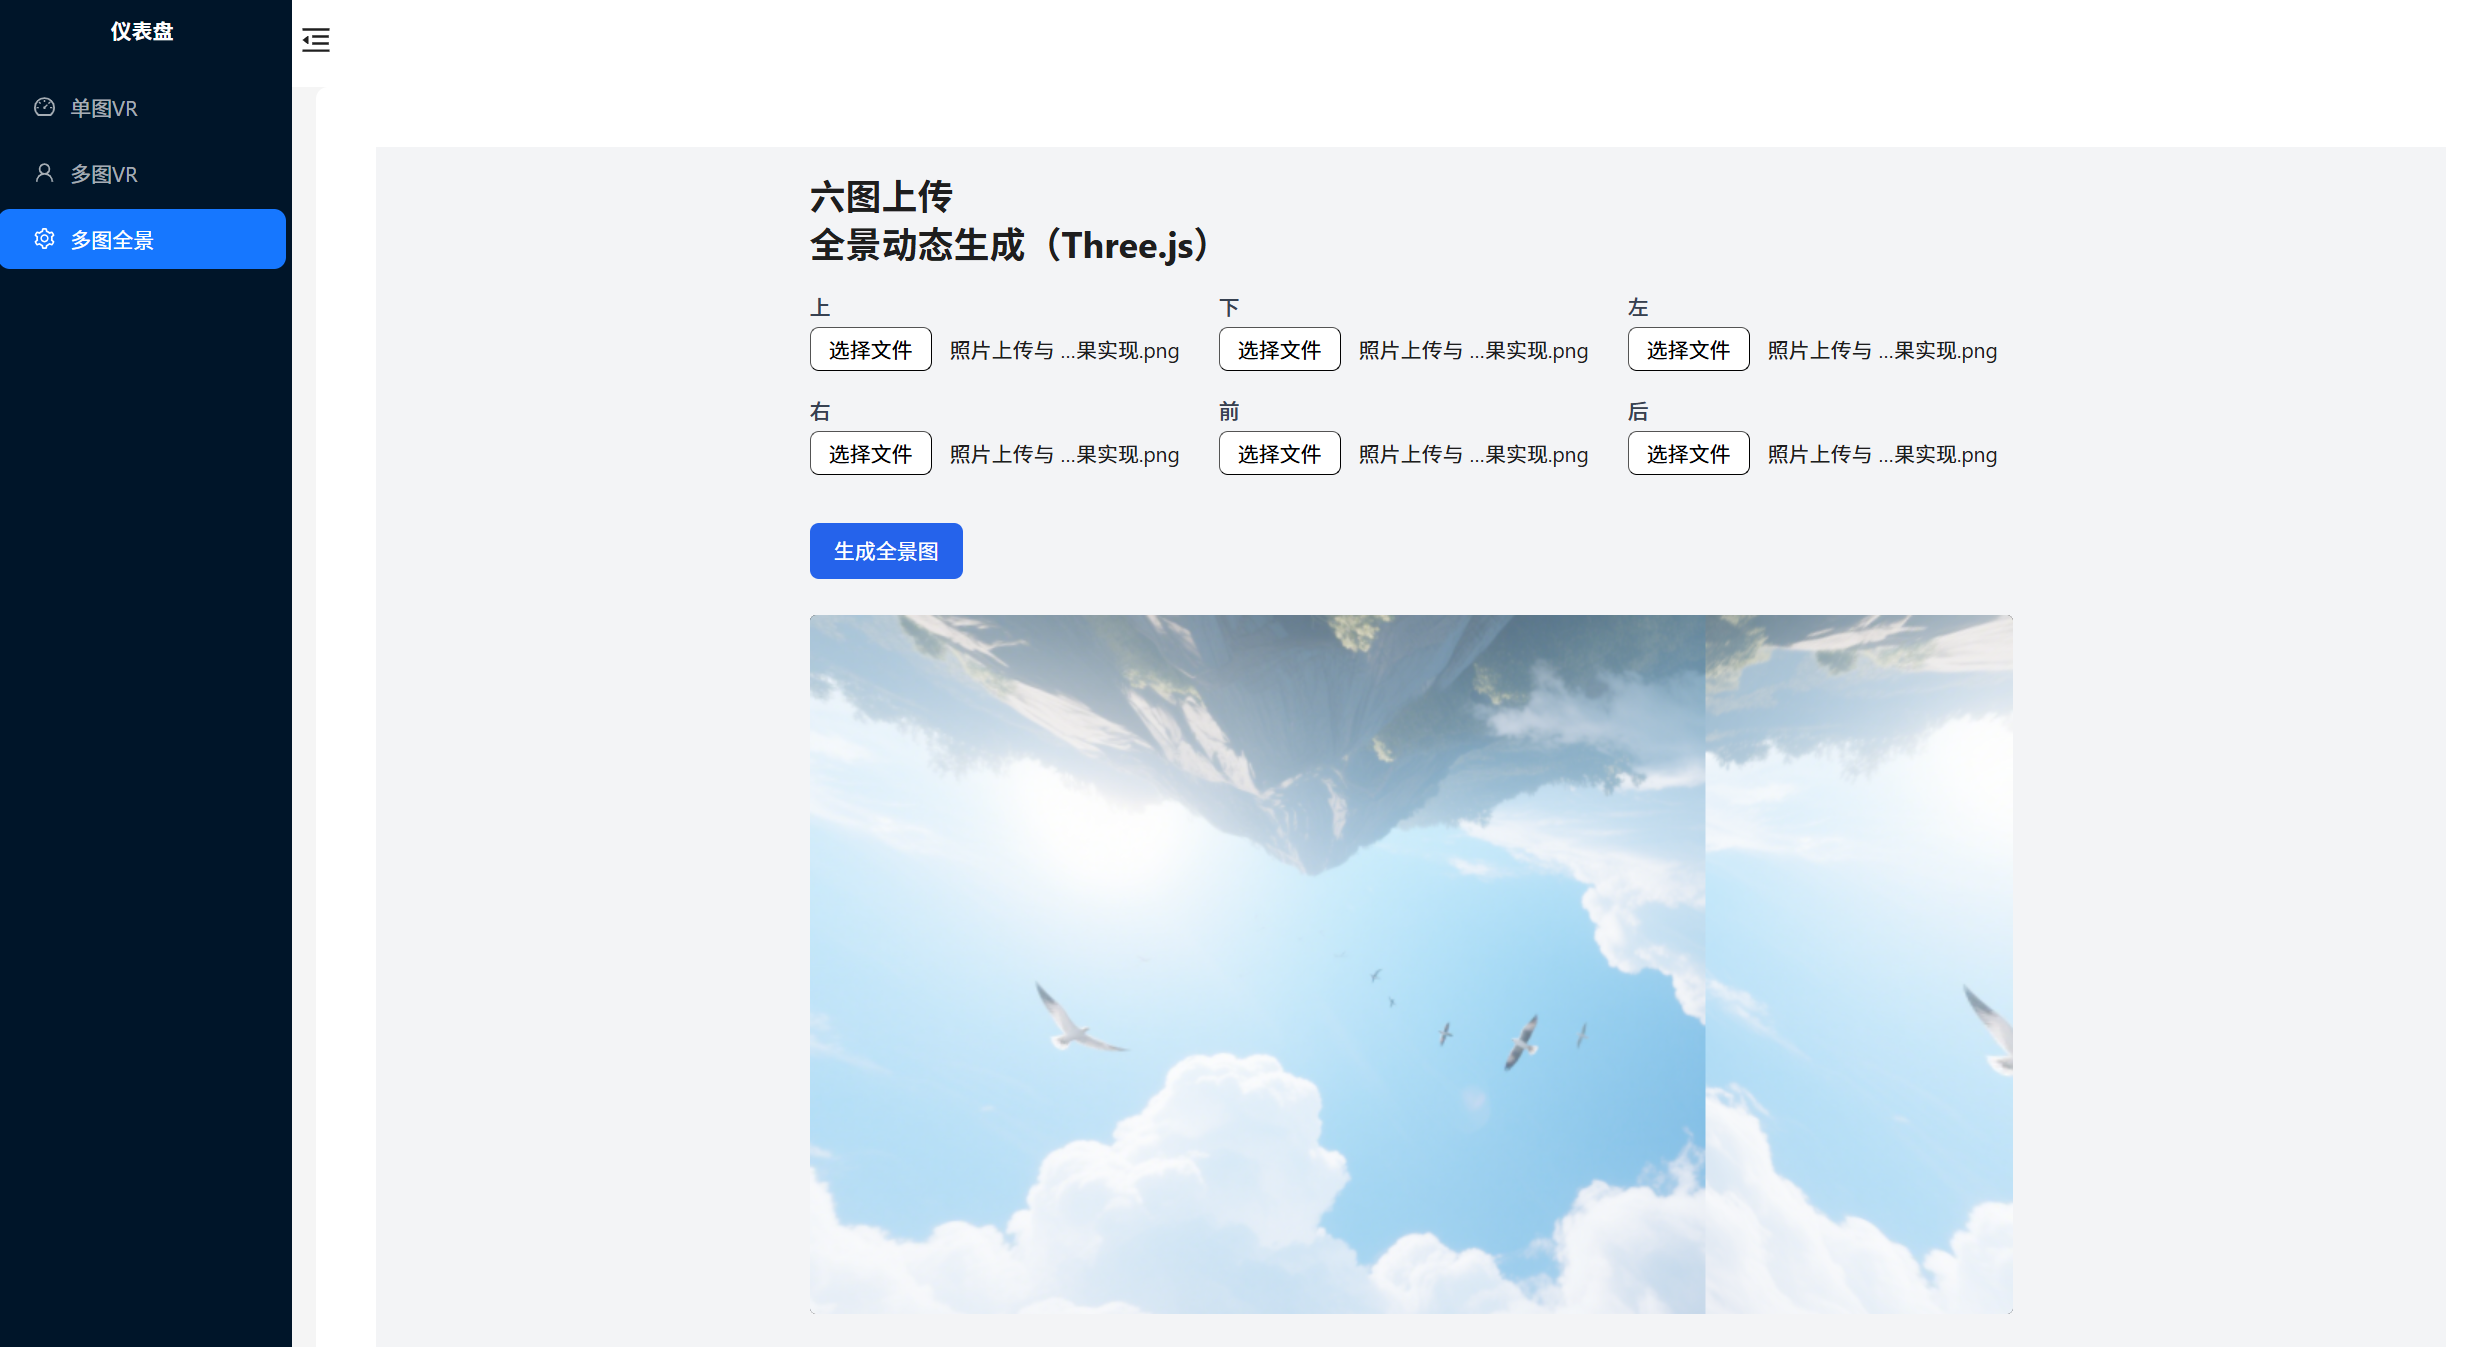 仪表盘
单图VR
多图VR
多图全景
六图上传
全景动态生成（Three.js）
上
下
左
选择文件 照片上传与 ...果实现.png
选择文件 照片上传与 ...果实现.png
选择文件 照片上传与 ...果实现.png
右
前
后
选择文件 照片上传与 ...果实现.png
选择文件 照片上传与 ...果实现.png
选择文件 照片上传与 ...果实现.png
生成全景图